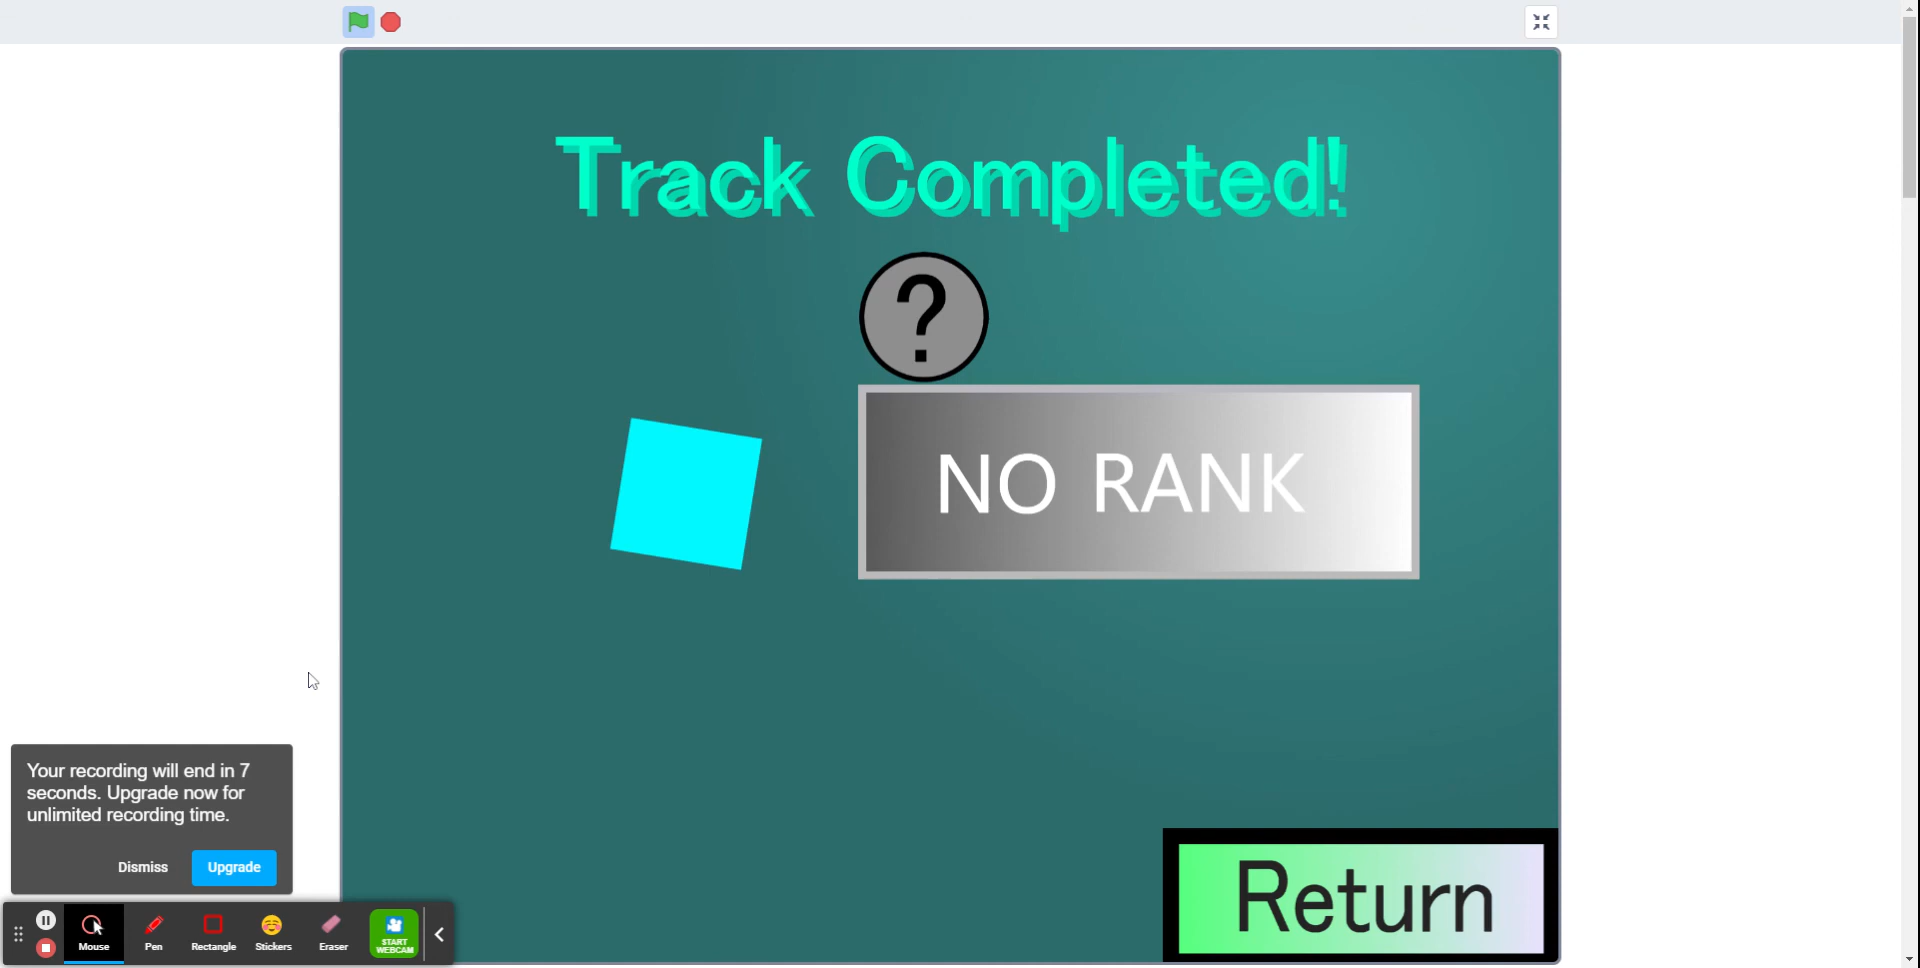 Track Completed!
?
NO RANK
Your recording will end in 7
seconds. Upgrade now for
unlimited recording time.
Dismiss
Upgrade
Return
Mouse
Pen
Rectangle
Stickers
Eraser
START
WEBCAM